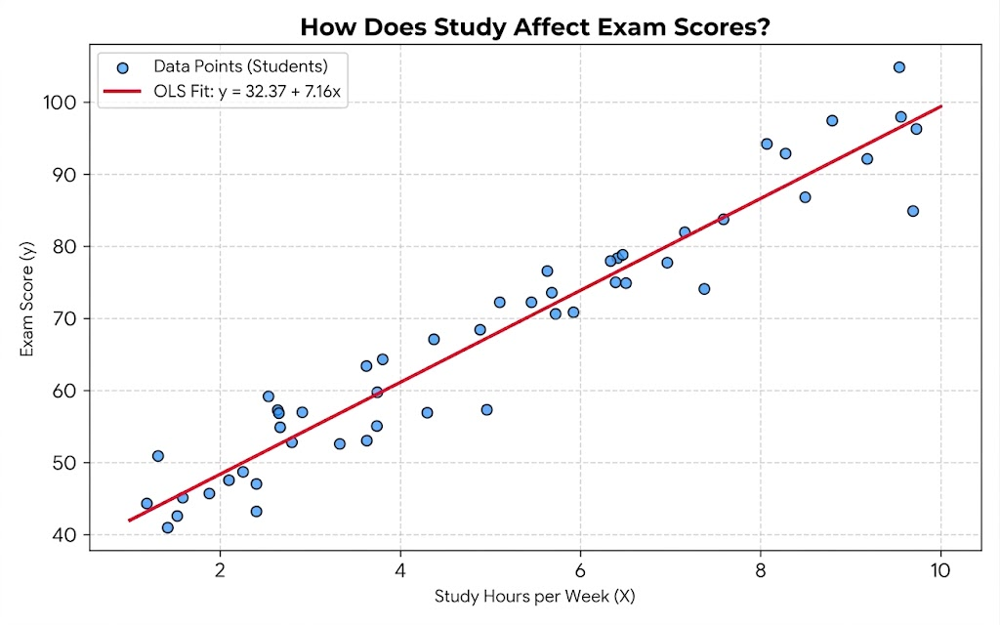 How Does Study Affect Exam Scores?
Data Points (Students)
OLS Fit: y = 32.37 + 7.16x
Exam Score (y)
100
90
80
70
60
50
40
2 4 6 8 10
Study Hours per Week (X)